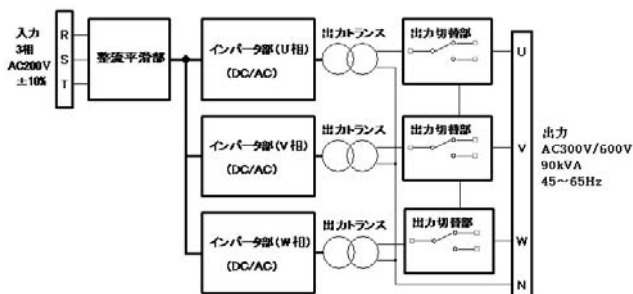 入力
3相
AC200V
±10%
R
S
T
整流平滑部
インバータ部(U相)
(DC/AC)
出力トランス
出力切替部
U
インバータ部(V相)
(DC/AC)
出力トランス
出力切替部
V
インバータ部(W相)
(DC/AC)
出力トランス
出力切替部
W
N
出力
AC300V/600V
90kVA
45～65Hz